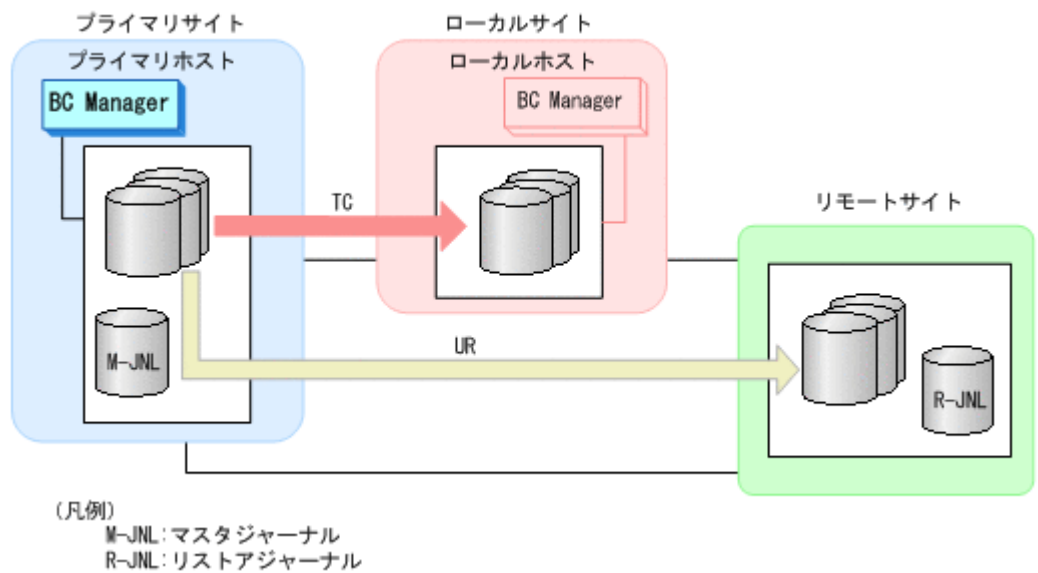 プライマリサイト
ローカルサイト
プライマリホスト
ローカルホスト
BC Manager
BC Manager
TC
リモートサイト
UR
M-JNL
R-JNL
(凡例)
M-JNL:マスタジャーナル
R-JNL:リストアジャーナル